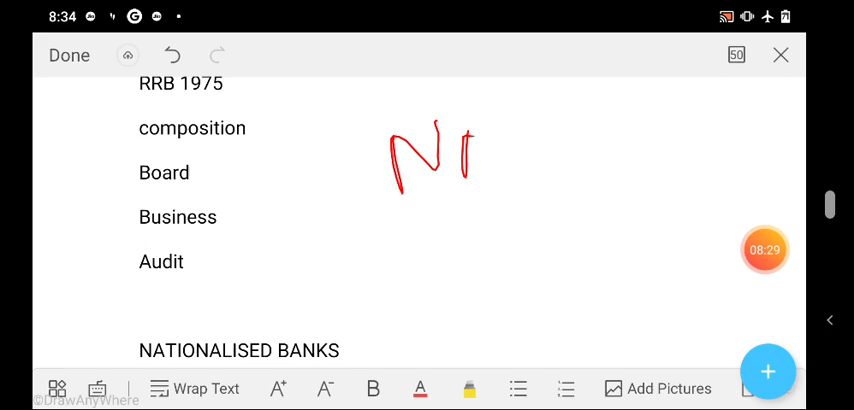 8:34
71
Done
50
RRB 1975
composition
Board
Business
Audit
08:29
NATIONALISED BANKS
Wrap Text A+ A- B A Add Pictures
©DrawAnyWhere